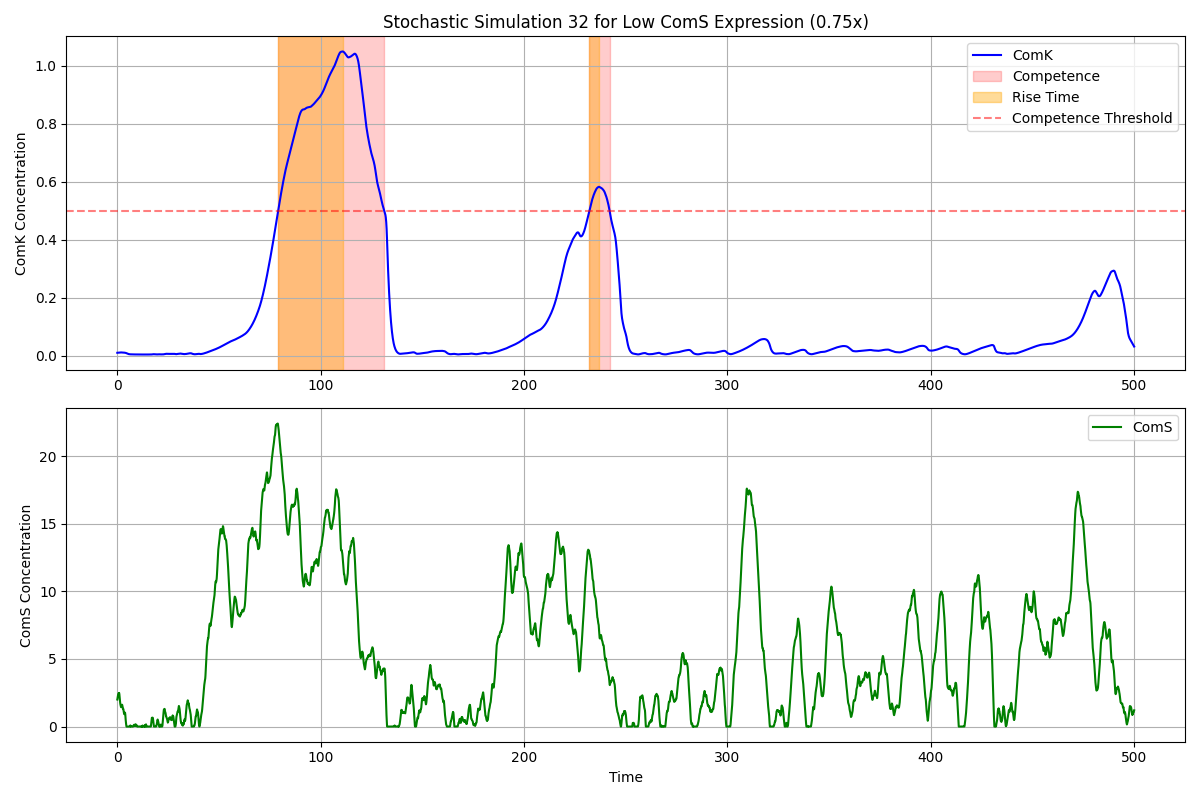 Stochastic Simulation 32 for Low ComS Expression (0.75x)
ComK Concentration
1.0
0.8
0.6
0.4
0.2
0.0
0 100 200 300 400 500
ComK
Competence
Rise Time
Competence Threshold
ComS Concentration
20
15
10
5
0
0 100 200 300 400 500
ComS
Time